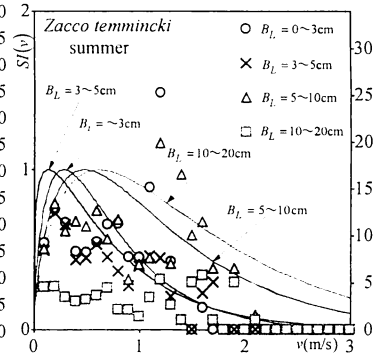 2
Zacco temmincki
summer
SI(v)
B_L = 0～3cm
B_L = 3～5cm
B_L = 5～10cm
B_L = 10～20cm
B_L = 3～5cm
B_L = ～3cm
B_L = 10～20cm
B_L = 5～10cm
1
0
0 1 2 3
v(m/s)
30
25
20
15
10
5
0